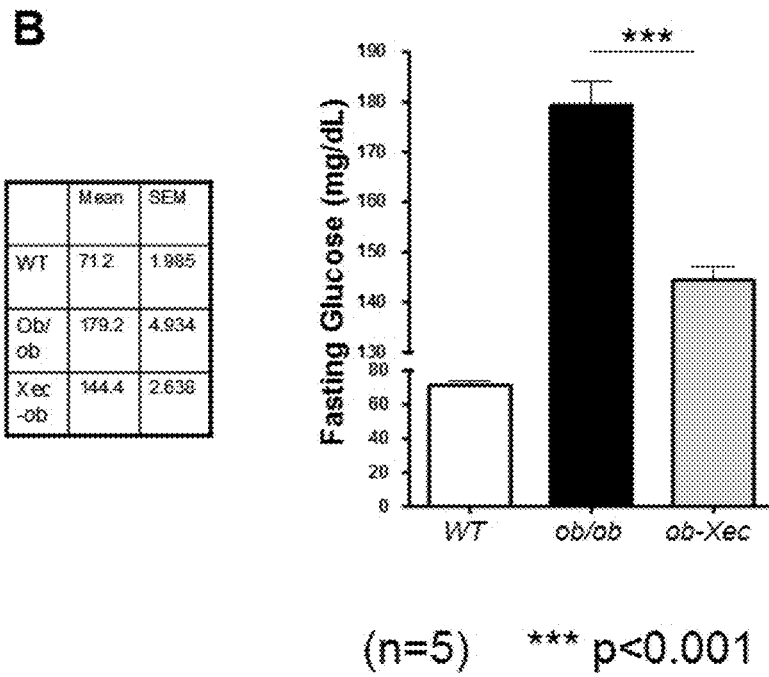 B
Mean SEM
WT 71.2 1.985
Ob/ 179.2 4.934
ob
Xec 144.4 2.636
-ob
Fasting Glucose (mg/dL)
190
180
170
160
150
140
130
80
60
40
20
0
***
WT ob/ob ob-Xec
(n=5) *** p<0.001